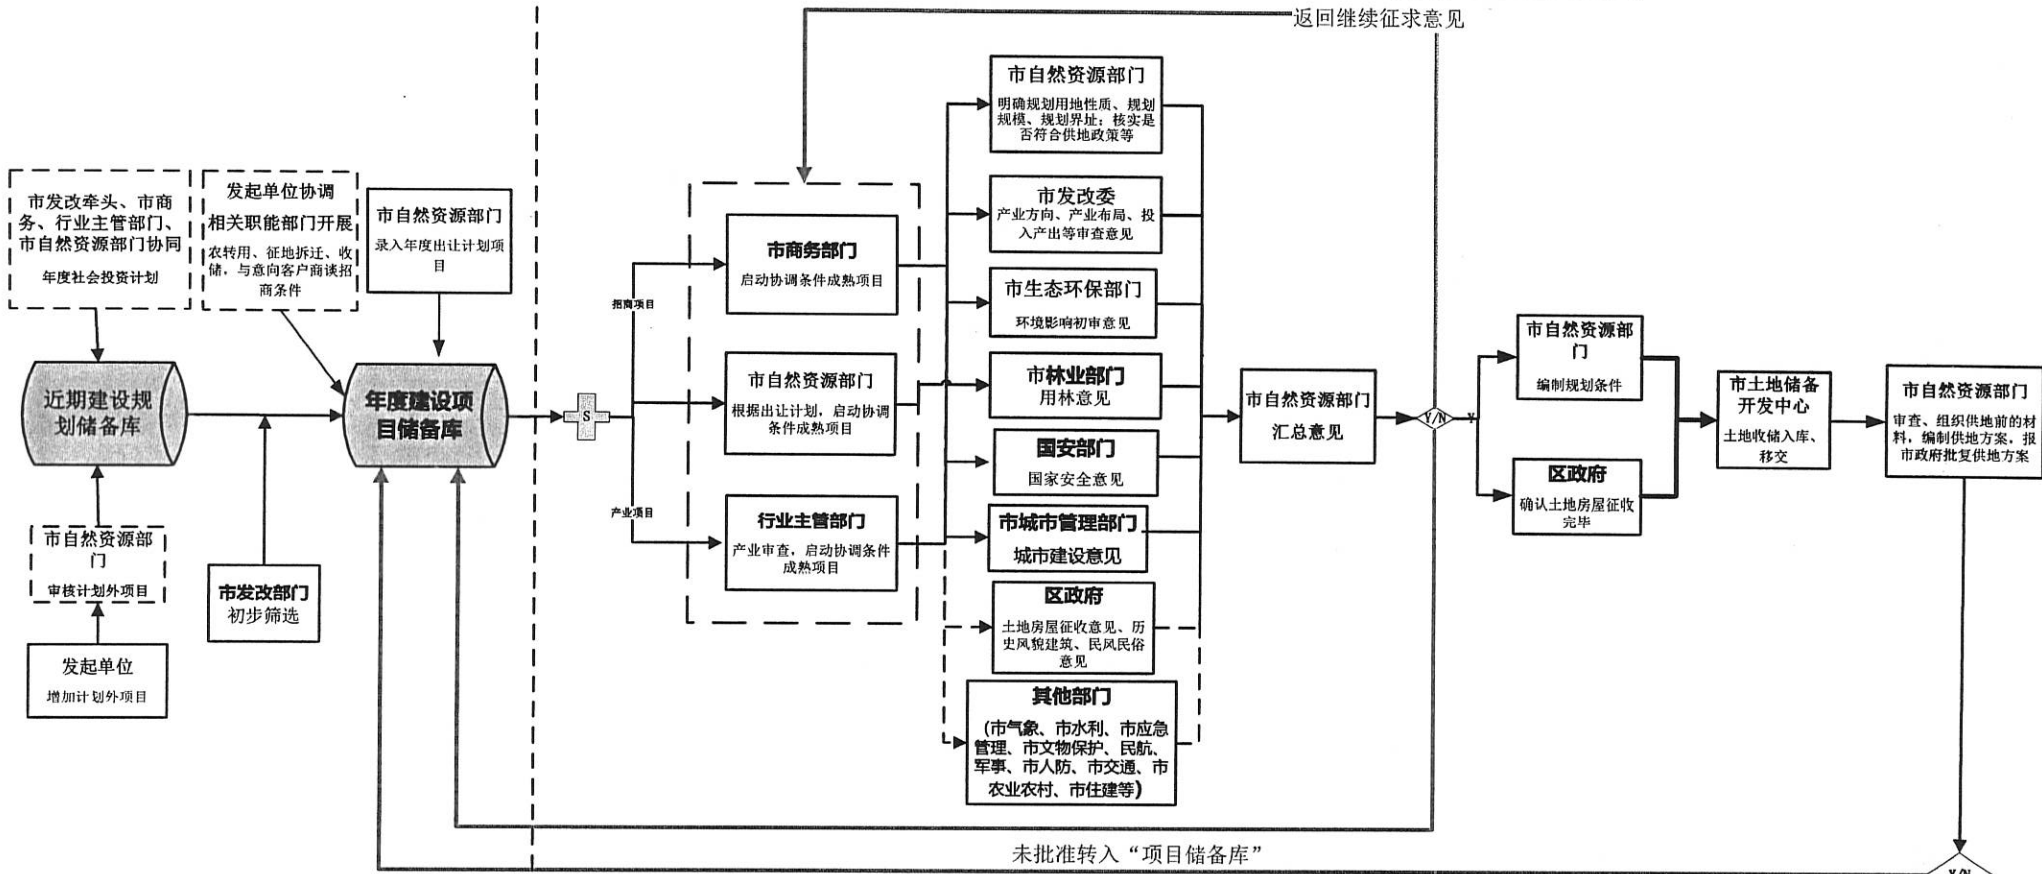 返回继续征求意见
市发改牵头、市商
务、行业主管部门、
市自然资源部门协同
年度社会投资计划
发起单位协调
相关职能部门开展
农转用、征地拆迁、收
储，与意向客户商谈招
商条件
市自然资源部门
录入年度出让计划项
目
近期建设规
划储备库
年度建设项
目储备库
市自然资源部
门
审核计划外项目
发起单位
增加计划外项目
市发改部门
初步筛选
S
招商项目
产业项目
市商务部门
启动协调条件成熟项目
市自然资源部门
根据出让计划，启动协调
条件成熟项目
行业主管部门
产业审查，启动协调条件
成熟项目
市自然资源部门
明确规划用地性质、规划
规模、规划界址；核实是
否符合供地政策等
市发改委
产业方向、产业布局、投
入产出等审查意见
市生态环保部门
环境影响初审意见
市林业部门
用林意见
国安部门
国家安全意见
市城市管理部门
城市建设意见
区政府
土地房屋征收意见、历
史风貌建筑、民风民俗
意见
其他部门
(市气象、市水利、市应急
管理、市文物保护、民航、
军事、市人防、市交通、市
农业农村、市住建等)
市自然资源部门
汇总意见
Y/N
Y
市自然资源部
门
编制规划条件
区政府
确认土地房屋征收
完毕
市土地储备
开发中心
土地收储入库、
移交
市自然资源部门
审查、组织供地前的材
料，编制供地方案，报
市政府批复供地方案
未批准转入“项目储备库”
Y/N